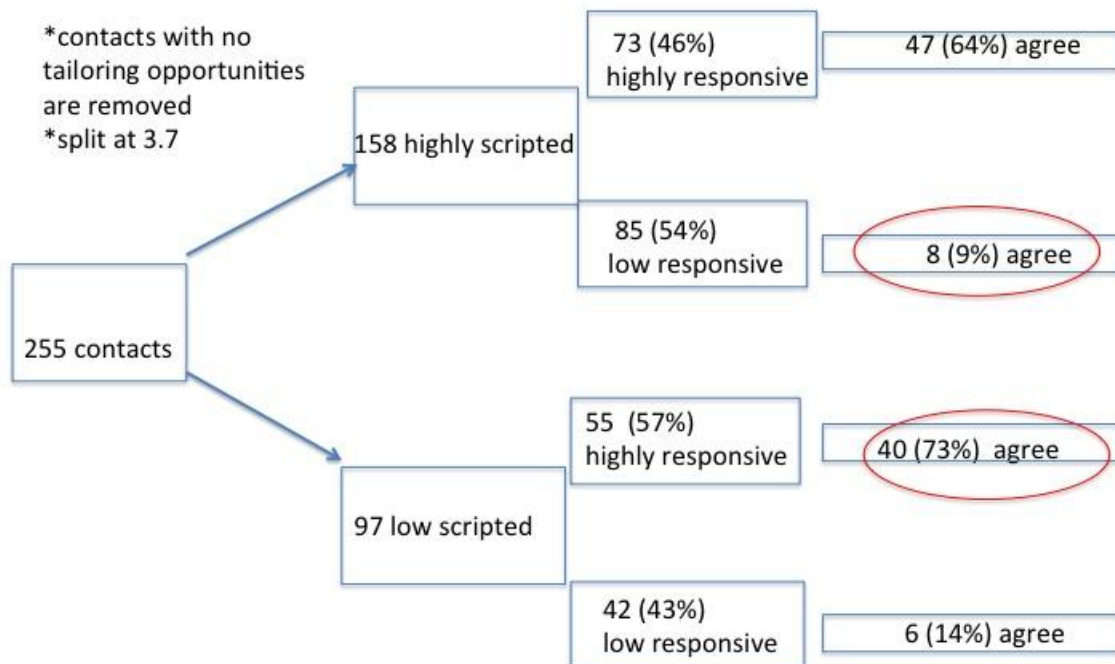 *contacts with no
tailoring opportunities
are removed
*split at 3.7
255 contacts
158 highly scripted
73 (46%)
highly responsive
47 (64%) agree
85 (54%)
low responsive
8 (9%) agree
97 low scripted
55 (57%)
highly responsive
40 (73%) agree
42 (43%)
low responsive
6 (14%) agree